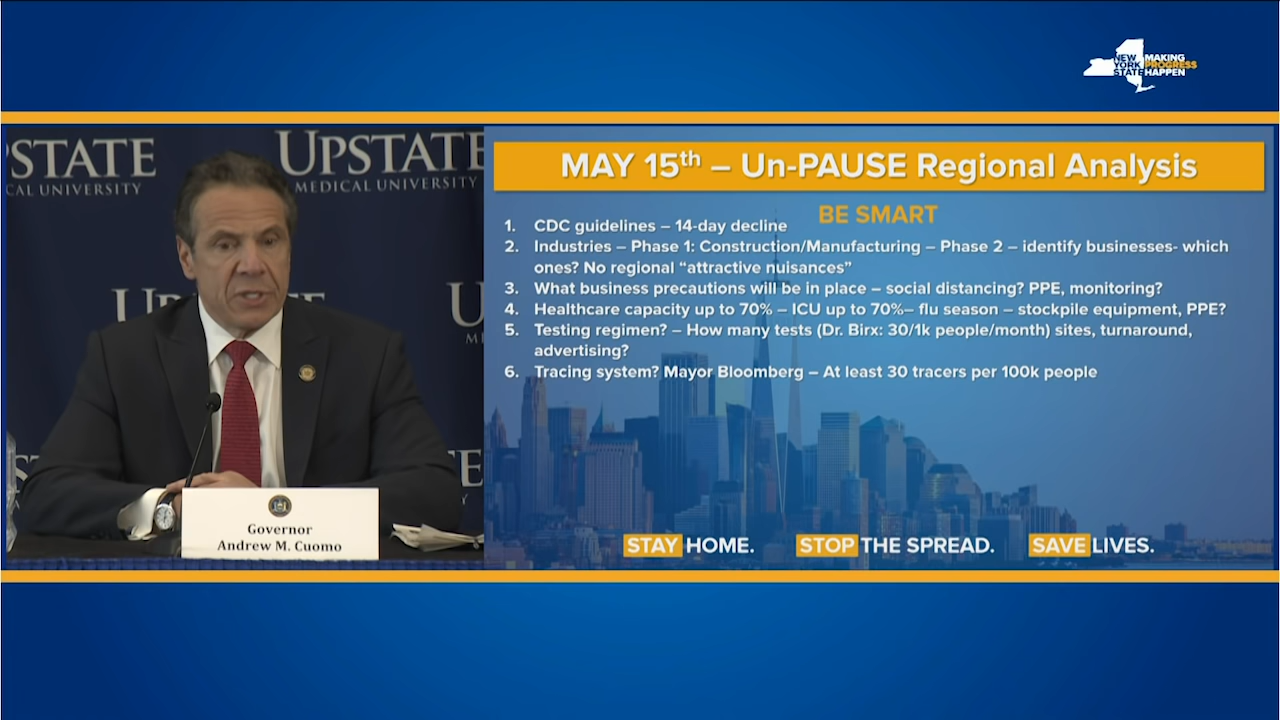 NEW
YORK
STATE
MAKING
PROGRESS
HAPPEN
STATE
CAL UNIVERSITY
UPSTATE
MEDICAL UNIVERSITY
Governor
Andrew M. Cuomo
MAY 15th – Un-PAUSE Regional Analysis
BE SMART
1. CDC guidelines – 14-day decline
2. Industries – Phase 1: Construction/Manufacturing – Phase 2 – identify businesses- which
ones? No regional “attractive nuisances”
3. What business precautions will be in place – social distancing? PPE, monitoring?
4. Healthcare capacity up to 70% – ICU up to 70%– flu season – stockpile equipment, PPE?
5. Testing regimen? – How many tests (Dr. Birx: 30/1k people/month) sites, turnaround,
advertising?
6. Tracing system? Mayor Bloomberg – At least 30 tracers per 100k people
STAY HOME. STOP THE SPREAD. SAVE LIVES.